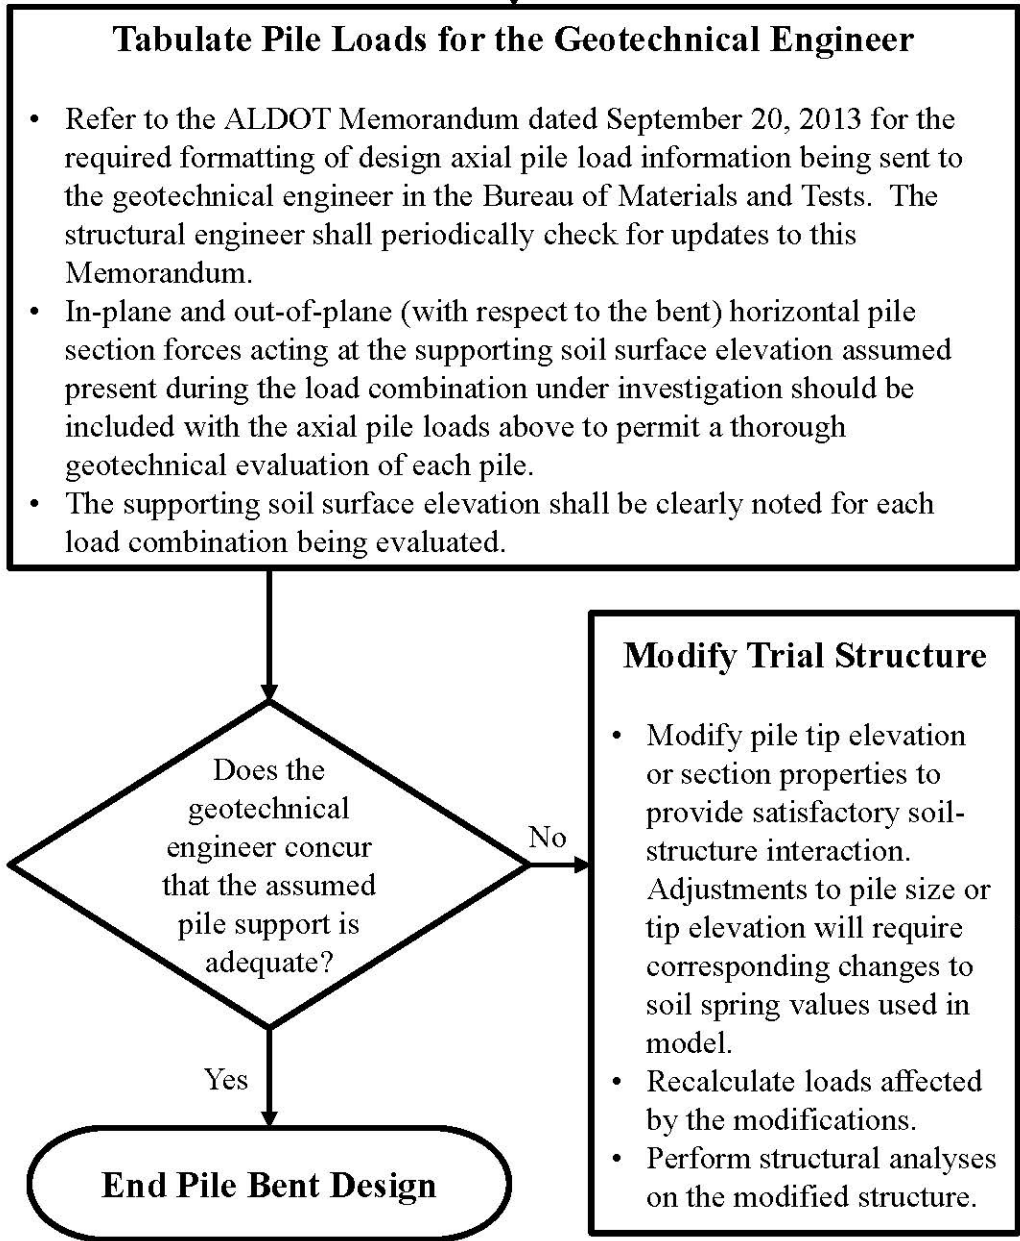 Tabulate Pile Loads for the Geotechnical Engineer
• Refer to the ALDOT Memorandum dated September 20, 2013 for the
required formatting of design axial pile load information being sent to
the geotechnical engineer in the Bureau of Materials and Tests. The
structural engineer shall periodically check for updates to this
Memorandum.
• In-plane and out-of-plane (with respect to the bent) horizontal pile
section forces acting at the supporting soil surface elevation assumed
present during the load combination under investigation should be
included with the axial pile loads above to permit a thorough
geotechnical evaluation of each pile.
• The supporting soil surface elevation shall be clearly noted for each
load combination being evaluated.
Does the
geotechnical
engineer concur
that the assumed
pile support is
adequate?
No
Yes
End Pile Bent Design
Modify Trial Structure
• Modify pile tip elevation
or section properties to
provide satisfactory soil-
structure interaction.
Adjustments to pile size or
tip elevation will require
corresponding changes to
soil spring values used in
model.
• Recalculate loads affected
by the modifications.
• Perform structural analyses
on the modified structure.